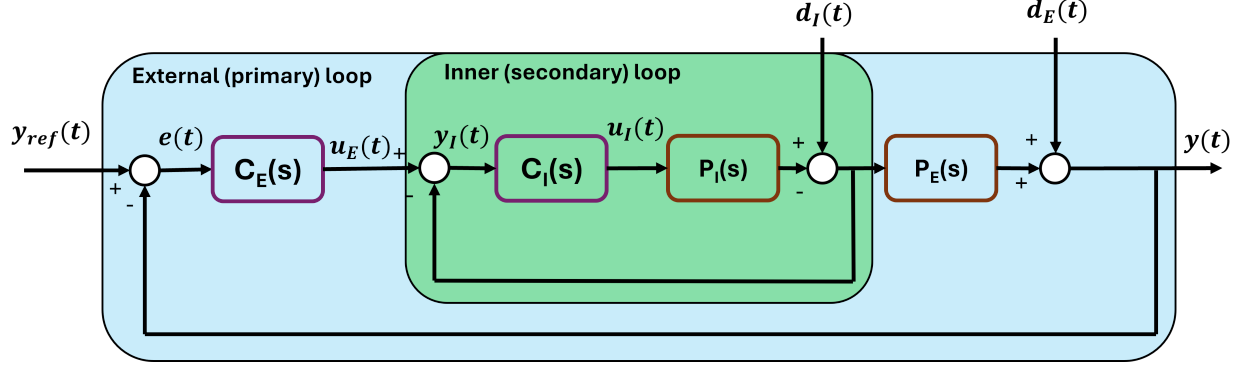 d_I(t)
d_E(t)
External (primary) loop
Inner (secondary) loop
y_ref(t)
e(t)
u_E(t)
y_I(t)
u_I(t)
y(t)
+
-
C_E(s)
+
-
C_I(s)
P_I(s)
+
-
P_E(s)
+
+